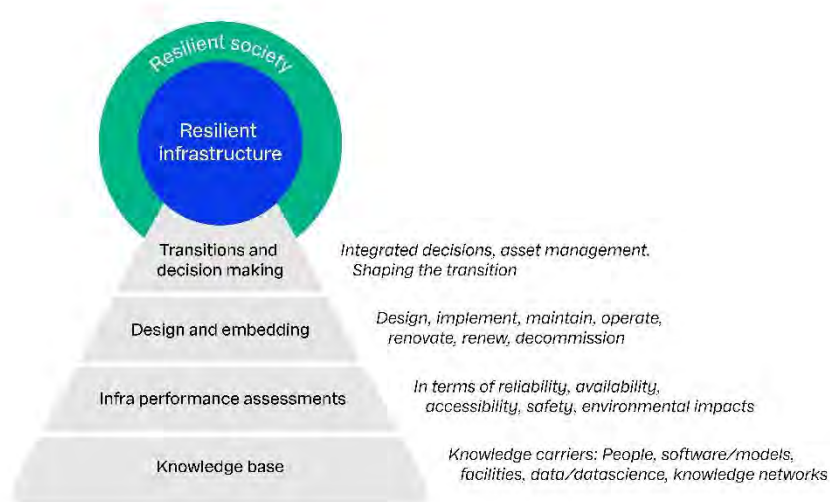 Resilient society
Resilient
infrastructure
Transitions and
decision making
Integrated decisions, asset management.
Shaping the transition
Design and embedding
Design, implement, maintain, operate,
renovate, renew, decommission
Infra performance assessments
In terms of reliability, availability,
accessibility, safety, environmental impacts
Knowledge base
Knowledge carriers: People, software/models,
facilities, data/datascience, knowledge networks